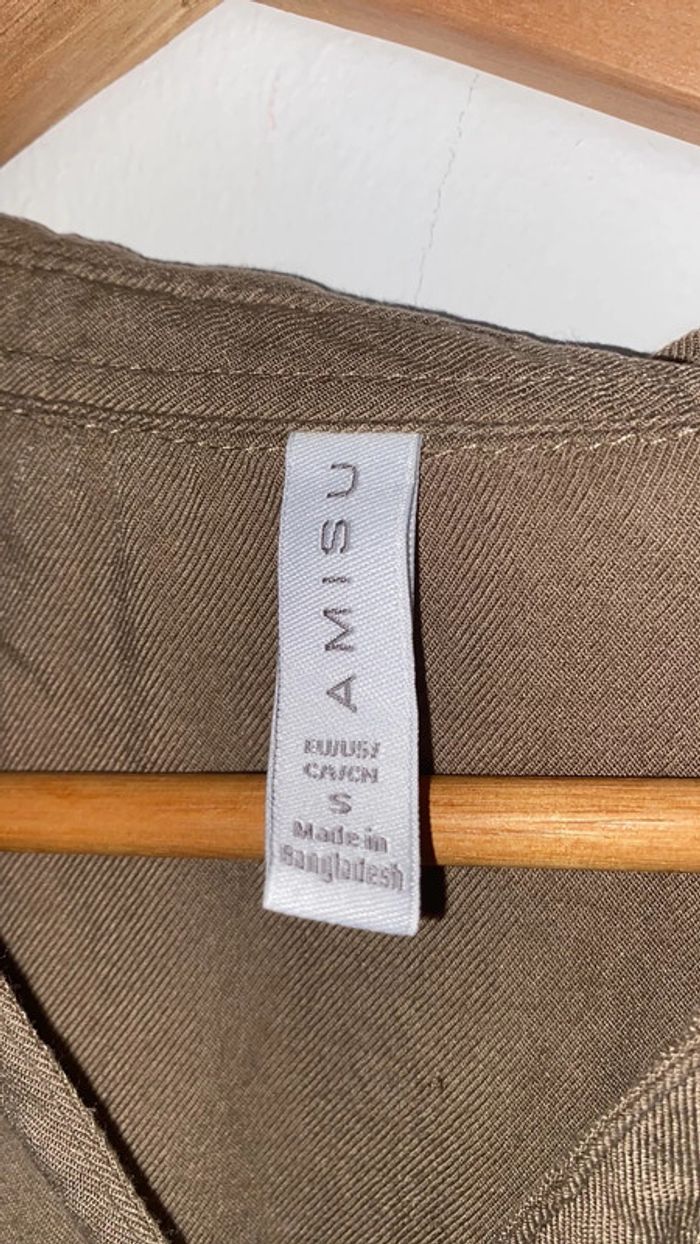 AMISU
EU/US/
CA/CN
S
Made in
Bangladesh